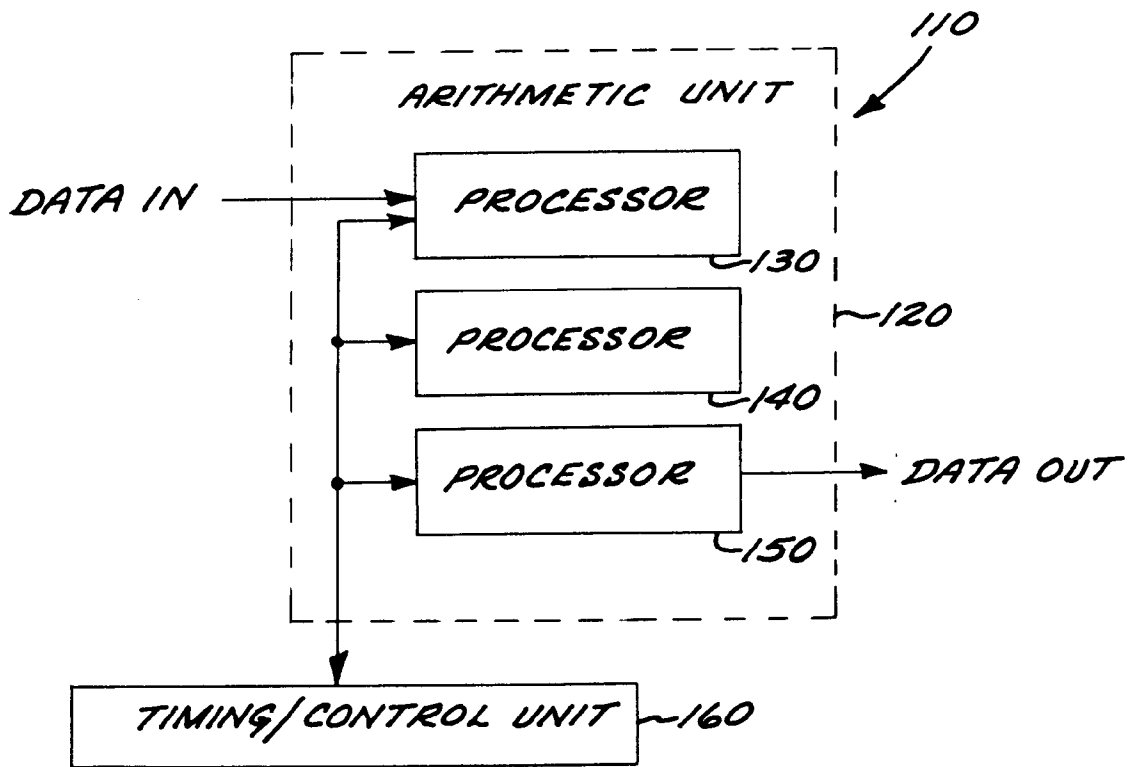 110
ARITHMETIC UNIT
DATA IN
PROCESSOR
130
PROCESSOR
120
140
PROCESSOR
DATA OUT
150
TIMING/CONTROL UNIT
160